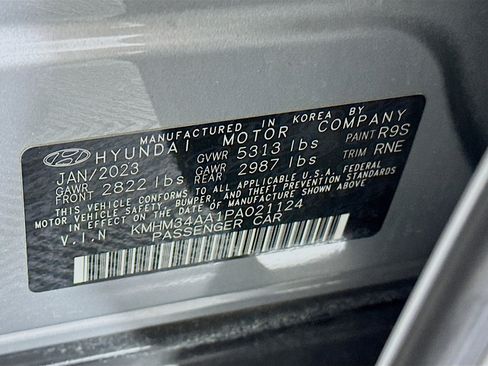 MANUFACTURED IN KOREA BY
HYUNDAI MOTOR COMPANY
JAN/2023 GVWR 5313 lbs PAINT R9S
GAWR FRONT 2822 lbs GAWR REAR 2987 lbs TRIM RNE
THIS VEHICLE CONFORMS TO ALL APPLICABLE U.S.A. FEDERAL
MOTOR VEHICLE SAFETY, BUMPER, AND THEFT PREVENTION STANDARDS
IN EFFECT ON THE DATE OF MANUFACTURE SHOWN ABOVE.
V.I.N KMHM34AA1PA021124
PASSENGER CAR